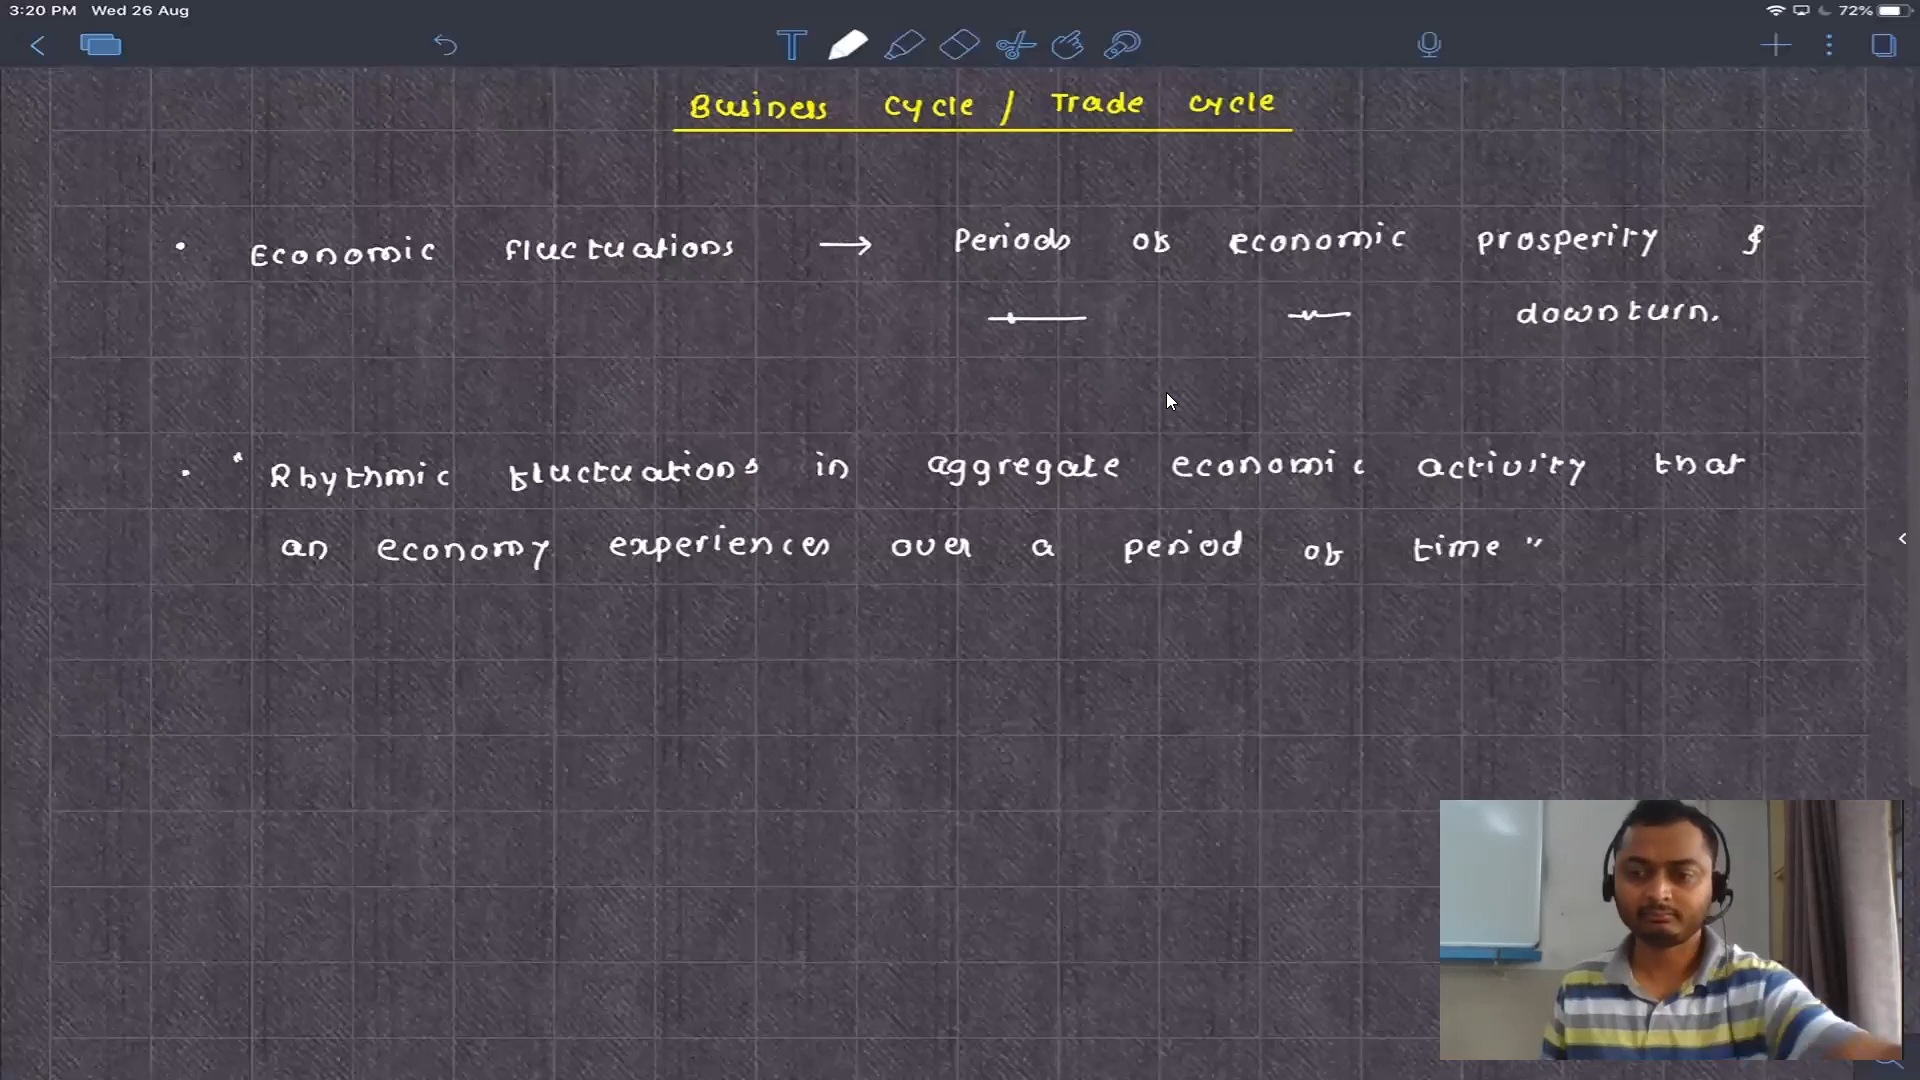 3:20 PM Wed 26 Aug 72%
Business cycle / Trade cycle
• Economic fluctuations → Periods of economic prosperity &
—— —— downturn.
• " Rhythmic fluctuations in aggregate economic activity that
an economy experiences over a period of time "